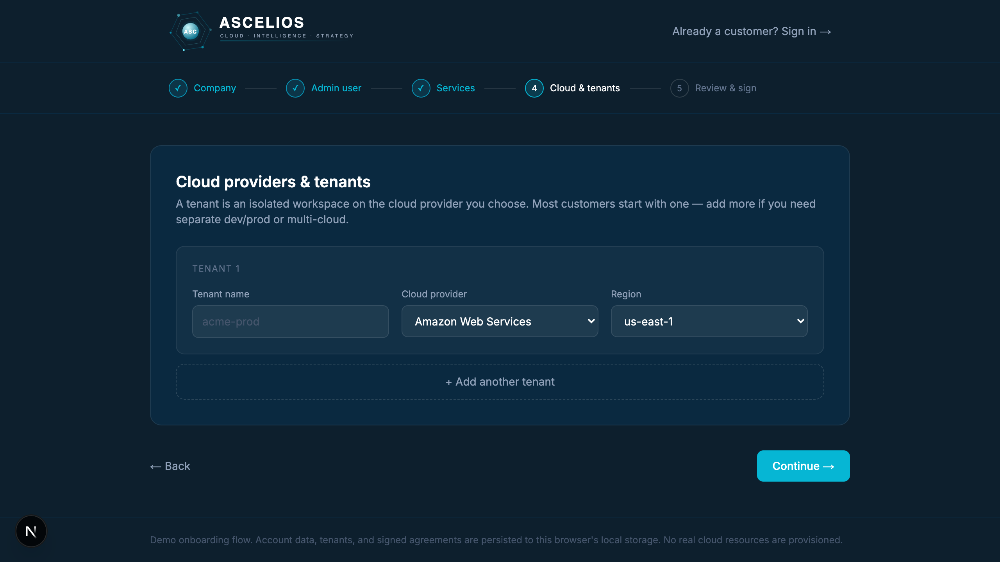 ASC
ASCELIOS
CLOUD · INTELLIGENCE · STRATEGY
Already a customer? Sign in →
✓ Company
✓ Admin user
✓ Services
4 Cloud & tenants
5 Review & sign
Cloud providers & tenants
A tenant is an isolated workspace on the cloud provider you choose. Most customers start with one — add more if you need
separate dev/prod or multi-cloud.
TENANT 1
Tenant name
Cloud provider
Region
acme-prod
Amazon Web Services
us-east-1
+ Add another tenant
← Back
Continue →
N
Demo onboarding flow. Account data, tenants, and signed agreements are persisted to this browser's local storage. No real cloud resources are provisioned.